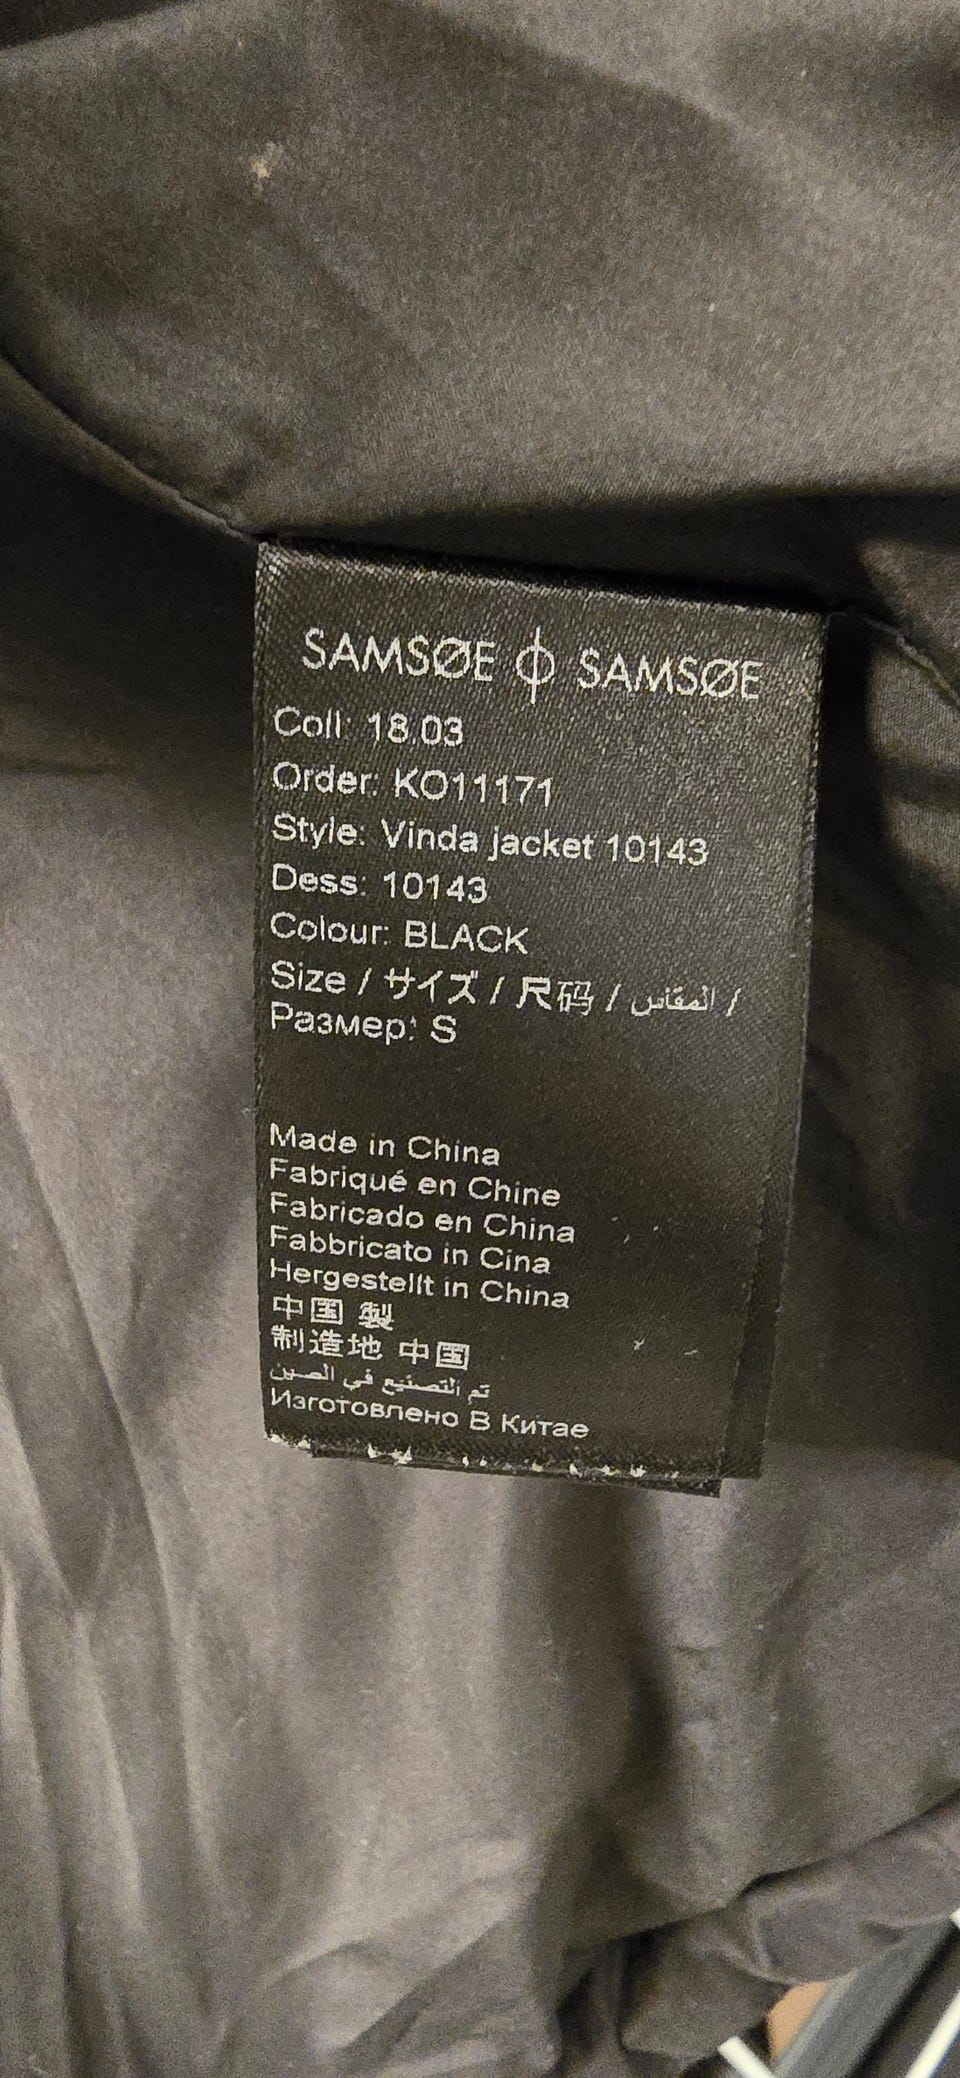 SAMSØE ϕ SAMSØE
Coll: 18.03
Order: KO11171
Style: Vinda jacket 10143
Dess: 10143
Colour: BLACK
Size / サイズ / 尺码 / المقاس /
Размер: S
Made in China
Fabriqué en Chine
Fabricado en China
Fabbricato in Cina
Hergestellt in China
中国 製
制造地 中国
تم التصنيع في الصين
Изготовлено В Китае